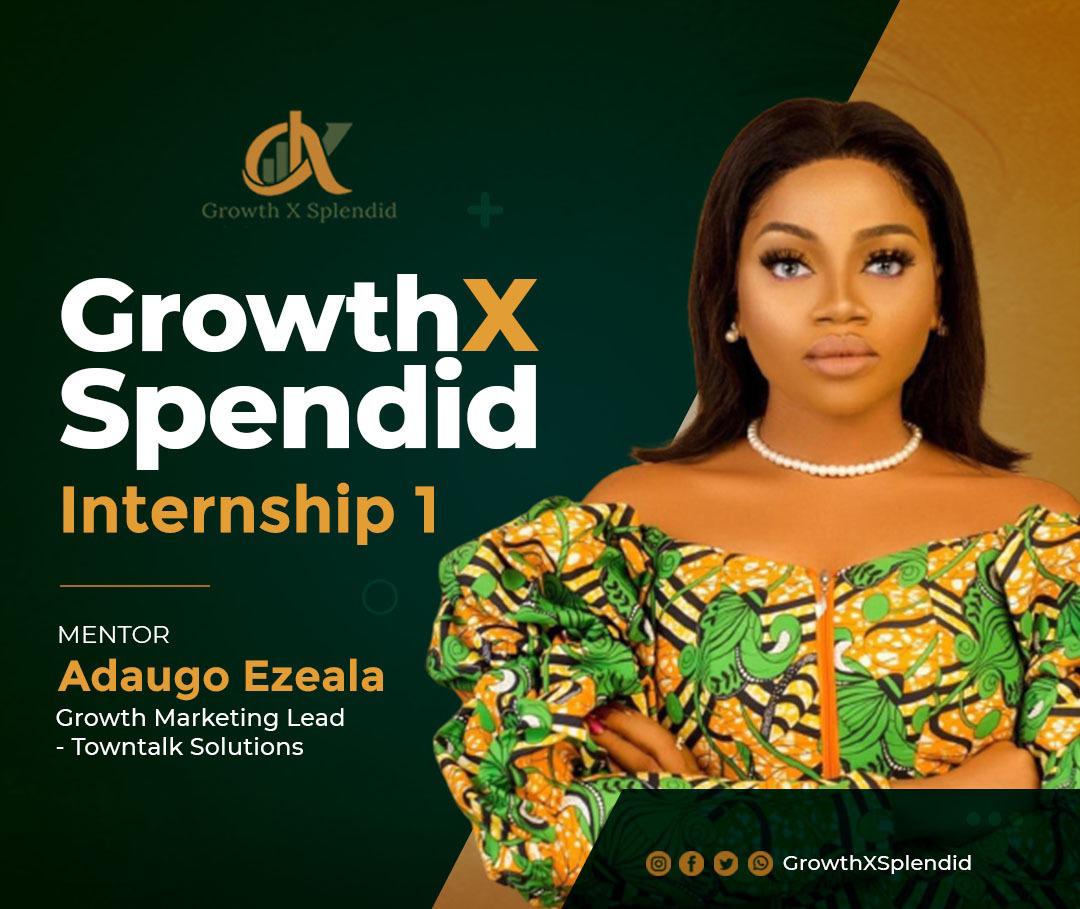 Growth X Splendid
GrowthX
Spendid
Internship 1
MENTOR
Adaugo Ezeala
Growth Marketing Lead
- Towntalk Solutions
GrowthXSplendid